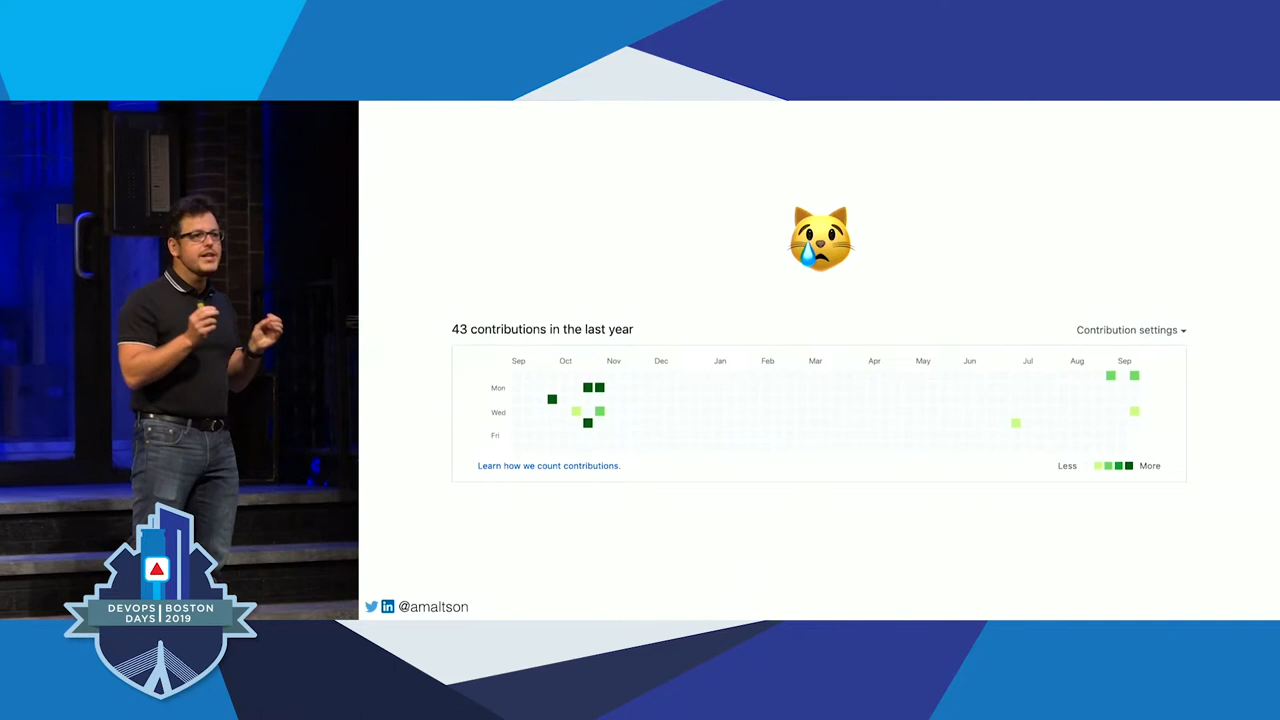 43 contributions in the last year
Contribution settings
Sep Oct Nov Dec Jan Feb Mar Apr May Jun Jul Aug Sep
Mon
Wed
Fri
Learn how we count contributions.
Less More
@amaltson
DEVOPS BOSTON
DAYS 2019